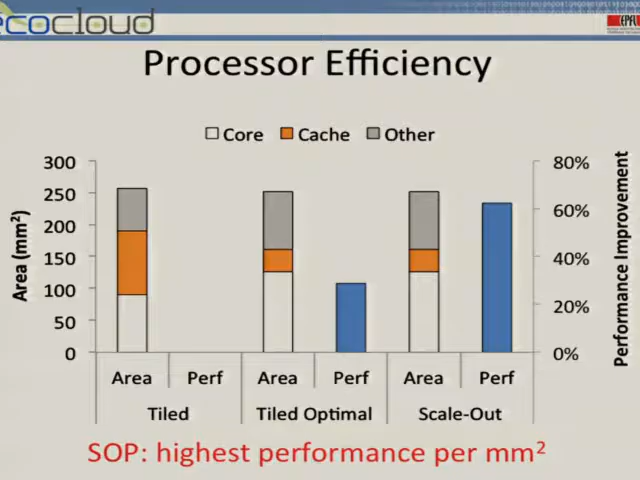 ecocloud
EPFL
Processor Efficiency
Core Cache Other
300 80%
250
200 60%
150 40%
100
50 20%
0 0%
Area (mm²)
Performance Improvement
Area Perf Area Perf Area Perf
Tiled Tiled Optimal Scale-Out
SOP: highest performance per mm²